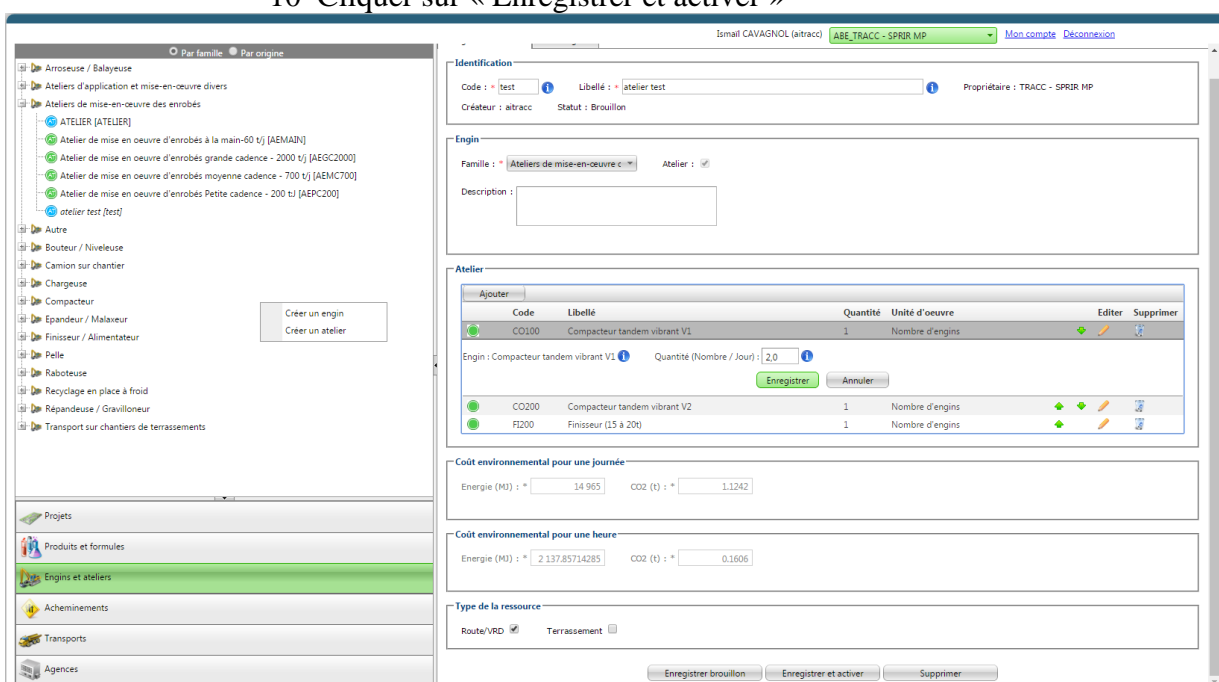 10- Cliquer sur « Enregistrer et activer »
Ismail CAVAGNOL (aitracc) ABE_TRACC - SPRIR MP Mon compte Déconnexion
Par famille Par origine
Arroseuse / Balayeuse
Ateliers d'application et mise-en-œuvre divers
Ateliers de mise-en-œuvre des enrobés
ATELIER [ATELIER]
Atelier de mise en oeuvre d'enrobés à la main-60 t/j [AEMAIN]
Atelier de mise en oeuvre d'enrobés grande cadence - 2000 t/j [AEGC2000]
Atelier de mise en oeuvre d'enrobés moyenne cadence - 700 t/j [AEMC700]
Atelier de mise en oeuvre d'enrobés Petite cadence - 200 tJ [AEPC200]
atelier test [test]
Autre
Bouteur / Niveleuse
Camion sur chantier
Chargeuse
Compacteur
Epandeur / Malaxeur
Finisseur / Alimentateur
Pelle
Raboteuse
Recyclage en place à froid
Répandeuse / Gravilloneur
Transport sur chantiers de terrassements
Créer un engin
Créer un atelier
Projets
Produits et formules
Engins et ateliers
Acheminements
Transports
Agences
Identification
Code : * test Libellé : * atelier test Propriétaire : TRACC - SPRIR MP
Créateur : aitracc Statut : Brouillon
Engin
Famille : * Ateliers de mise-en-œuvre c Atelier :
Description :
Atelier
Ajouter
Code Libellé Quantité Unité d'oeuvre Editer Supprimer
CO100 Compacteur tandem vibrant V1 1 Nombre d'engins
Engin : Compacteur tandem vibrant V1 Quantité (Nombre / Jour) : 2,0
Enregistrer Annuler
CO200 Compacteur tandem vibrant V2 1 Nombre d'engins
FI200 Finisseur (15 à 20t) 1 Nombre d'engins
Coût environnemental pour une journée
Energie (MJ) : * 14 965 CO2 (t) : * 1.1242
Coût environnemental pour une heure
Energie (MJ) : * 2 137.85714285 CO2 (t) : * 0.1606
Type de la ressource
Route/VRD Terrassement
Enregistrer brouillon Enregistrer et activer Supprimer